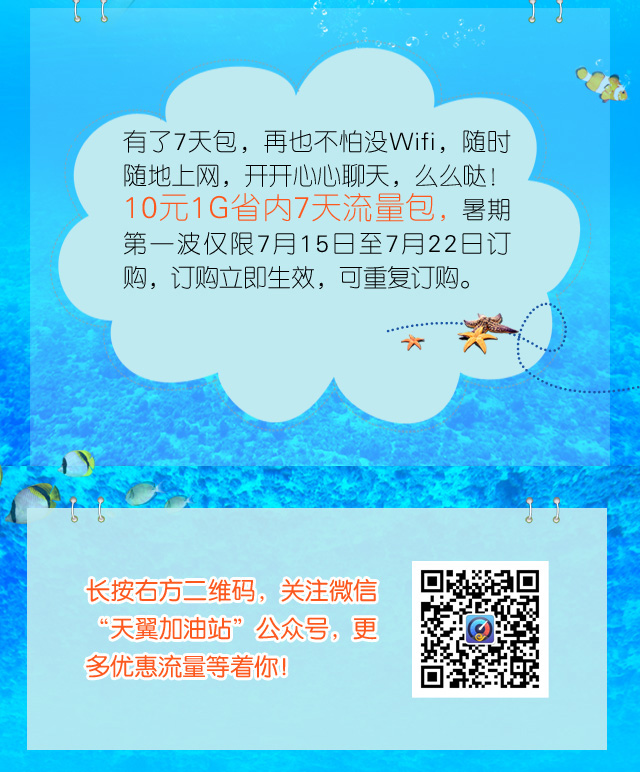 有了7天包，再也不怕没Wifi，随时
随地上网，开开心心聊天，么么哒！
10元1G省内7天流量包，暑期
第一波仅限7月15日至7月22日订
购，订购立即生效，可重复订购。
长按右方二维码，关注微信
“天翼加油站”公众号，更
多优惠流量等着你！